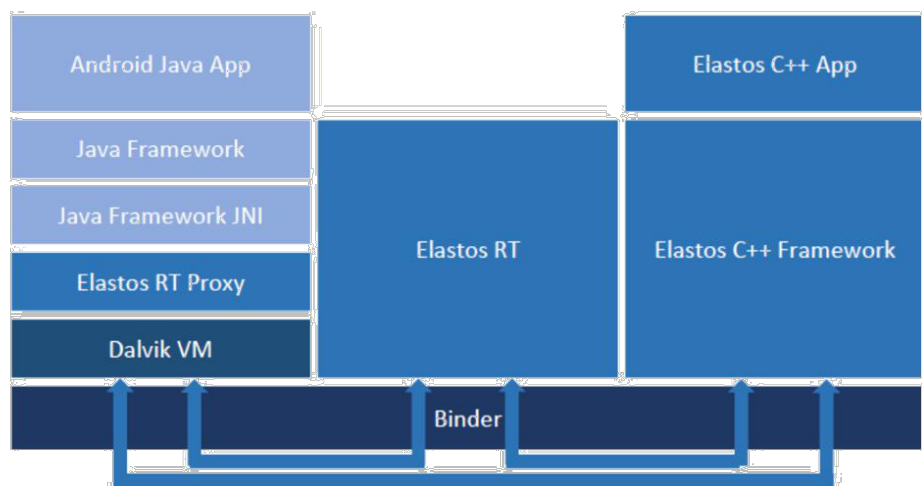 Android Java App
Elastos C++ App
Java Framework
Java Framework JNI
Elastos RT
Elastos C++ Framework
Elastos RT Proxy
Dalvik VM
Binder